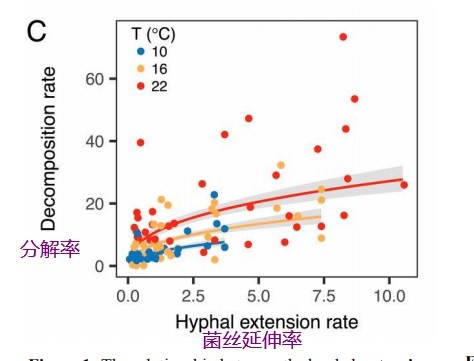 C
T (°C)
10
16
22
60
40
20
0
Decomposition rate
分解率
0.0 2.5 5.0 7.5 10.0
Hyphal extension rate
菌丝延伸率